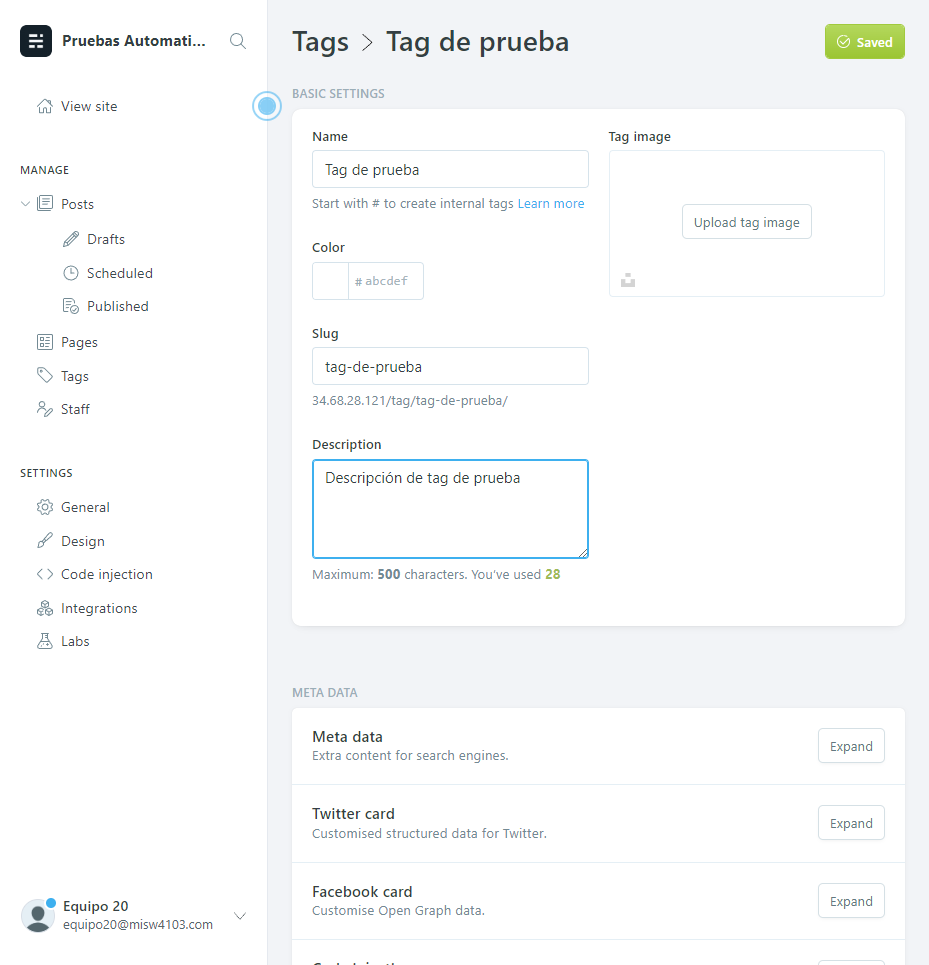 Pruebas Automati...
View site
MANAGE
Posts
Drafts
Scheduled
Published
Pages
Tags
Staff
SETTINGS
General
Design
Code injection
Integrations
Labs
Equipo 20
equipo20@misw4103.com
Tags > Tag de prueba
Saved
BASIC SETTINGS
Name
Tag de prueba
Start with # to create internal tags Learn more
Color
# abcdef
Slug
tag-de-prueba
34.68.28.121/tag/tag-de-prueba/
Description
Descripción de tag de prueba
Maximum: 500 characters. You've used 28
Tag image
Upload tag image
META DATA
Meta data
Extra content for search engines.
Expand
Twitter card
Customised structured data for Twitter.
Expand
Facebook card
Customise Open Graph data.
Expand